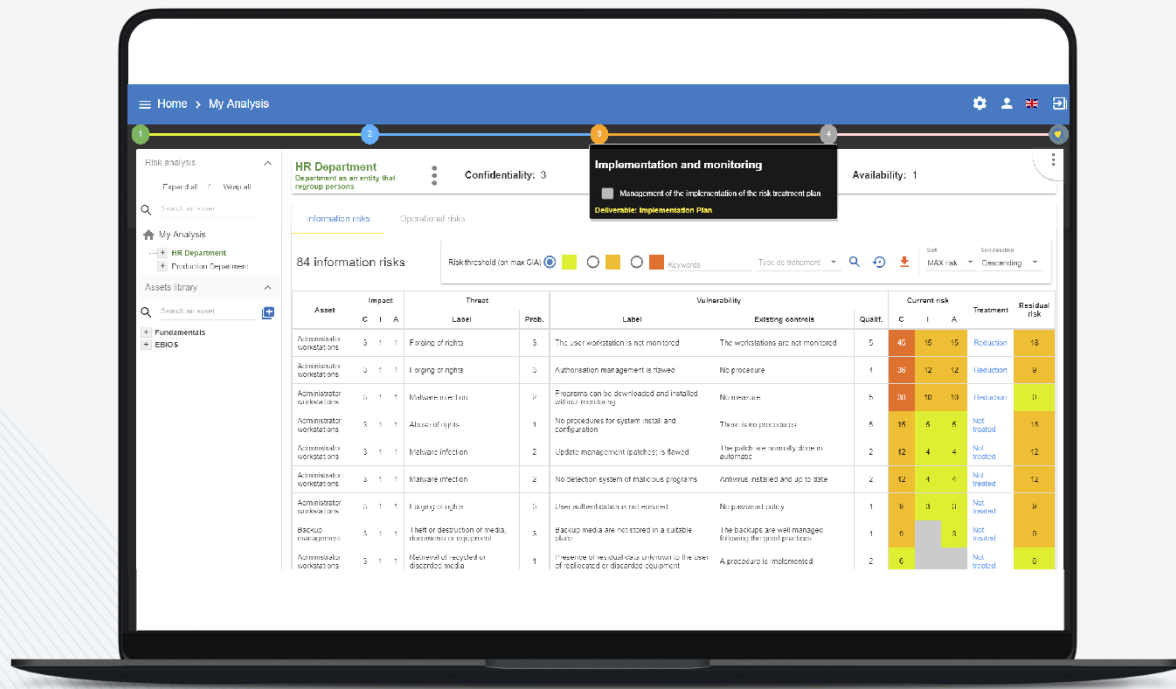 Home > My Analysis
1
2
3
4
Risk analysis
Expand all / Wrap all
Search an asset
My Analysis
+ HR Department
+ Production Department
Assets library
Search an asset
+ Fundamentals
+ EBIOS
HR Department
Department as an entity that
regroup persons
Confidentiality: 3
Availability: 1
Implementation and monitoring
Management of the implementation of the risk treatment plan
Deliverable: Implementation Plan
Information risks Operational risks
84 information risks
Risk threshold (on max CIA)
Keywords
Type de traitement
Sort
MAX risk
Sort direction
Descending
Asset Impact Threat Vulnerability Current risk Treatment Residual risk
C I A Label Prob. Label Existing controls Qualif. C I A
Administrator workstations 3 1 1 Forging of rights 3 The user workstation is not monitored The workstations are not monitored 5 45 15 15 Reduction 18
Administrator workstations 3 1 1 Forging of rights 3 Authorisation management is flawed No procedure 4 36 12 12 Reduction 9
Administrator workstations 3 1 1 Malware infection 2 Programs can be downloaded and installed without monitoring No measure 5 30 10 10 Reduction 0
Administrator workstations 3 1 1 Abuse of rights 1 No procedures for system install and configuration There is no procedures 5 15 5 5 Not treated 15
Administrator workstations 3 1 1 Malware infection 2 Update management (patches) is flawed The patch are normally done in automatic 2 12 4 4 Not treated 12
Administrator workstations 3 1 1 Malware infection 2 No detection system of malicious programs Antivirus installed and up to date 2 12 4 4 Not treated 12
Administrator workstations 3 1 1 Forging of rights 3 User authentication is not ensured No password policy 1 9 3 3 Not treated 9
Backup management 3 1 1 Theft or destruction of media, documents or equipment 3 Backup media are not stored in a suitable place The backups are well managed following the good practices 1 9 3 Not treated 9
Administrator workstations 3 1 1 Retrieval of recycled or discarded media 1 Presence of residual data unknown to the user of reallocated or discarded equipment A procedure is implemented 2 6 Not treated 6